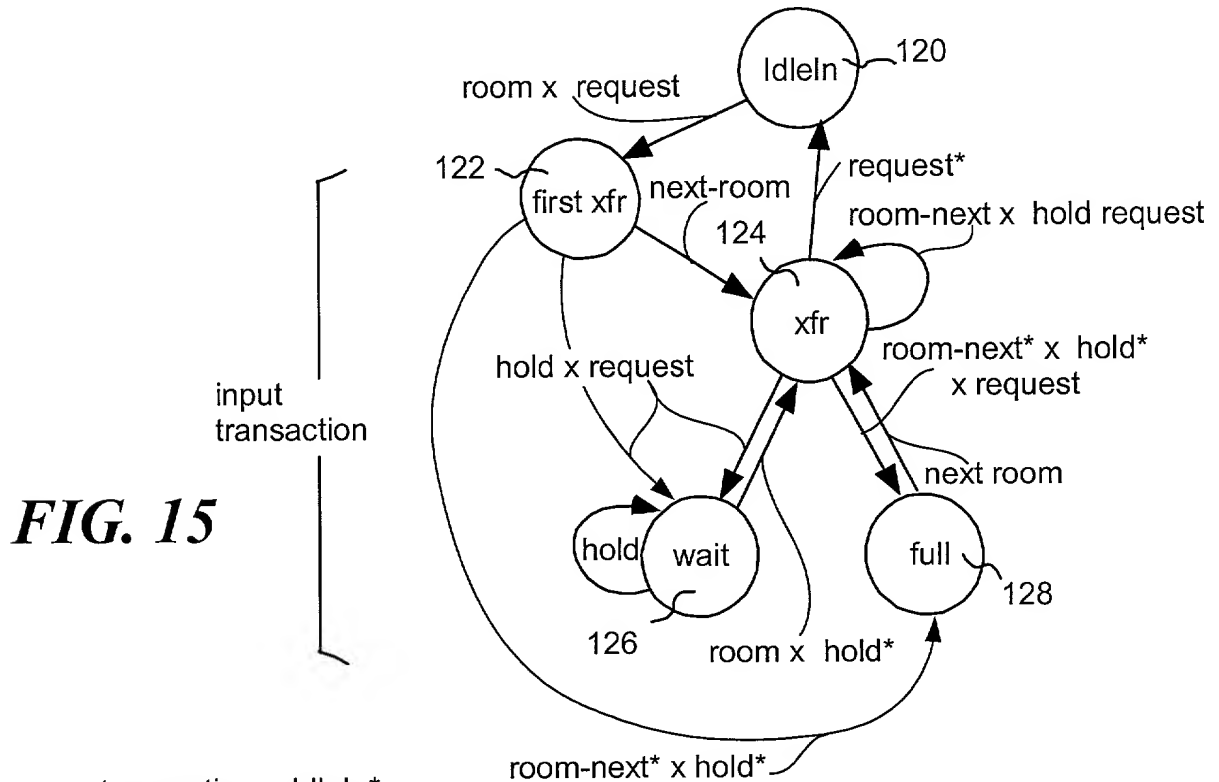 IdleIn
120
room x request
122
first xfr
next-room
124
request*
room-next x hold request
xfr
hold x request
room-next* x hold*
x request
input
transaction
next room
FIG. 15
hold
wait
full
128
126
room x hold*
room-next* x hold*